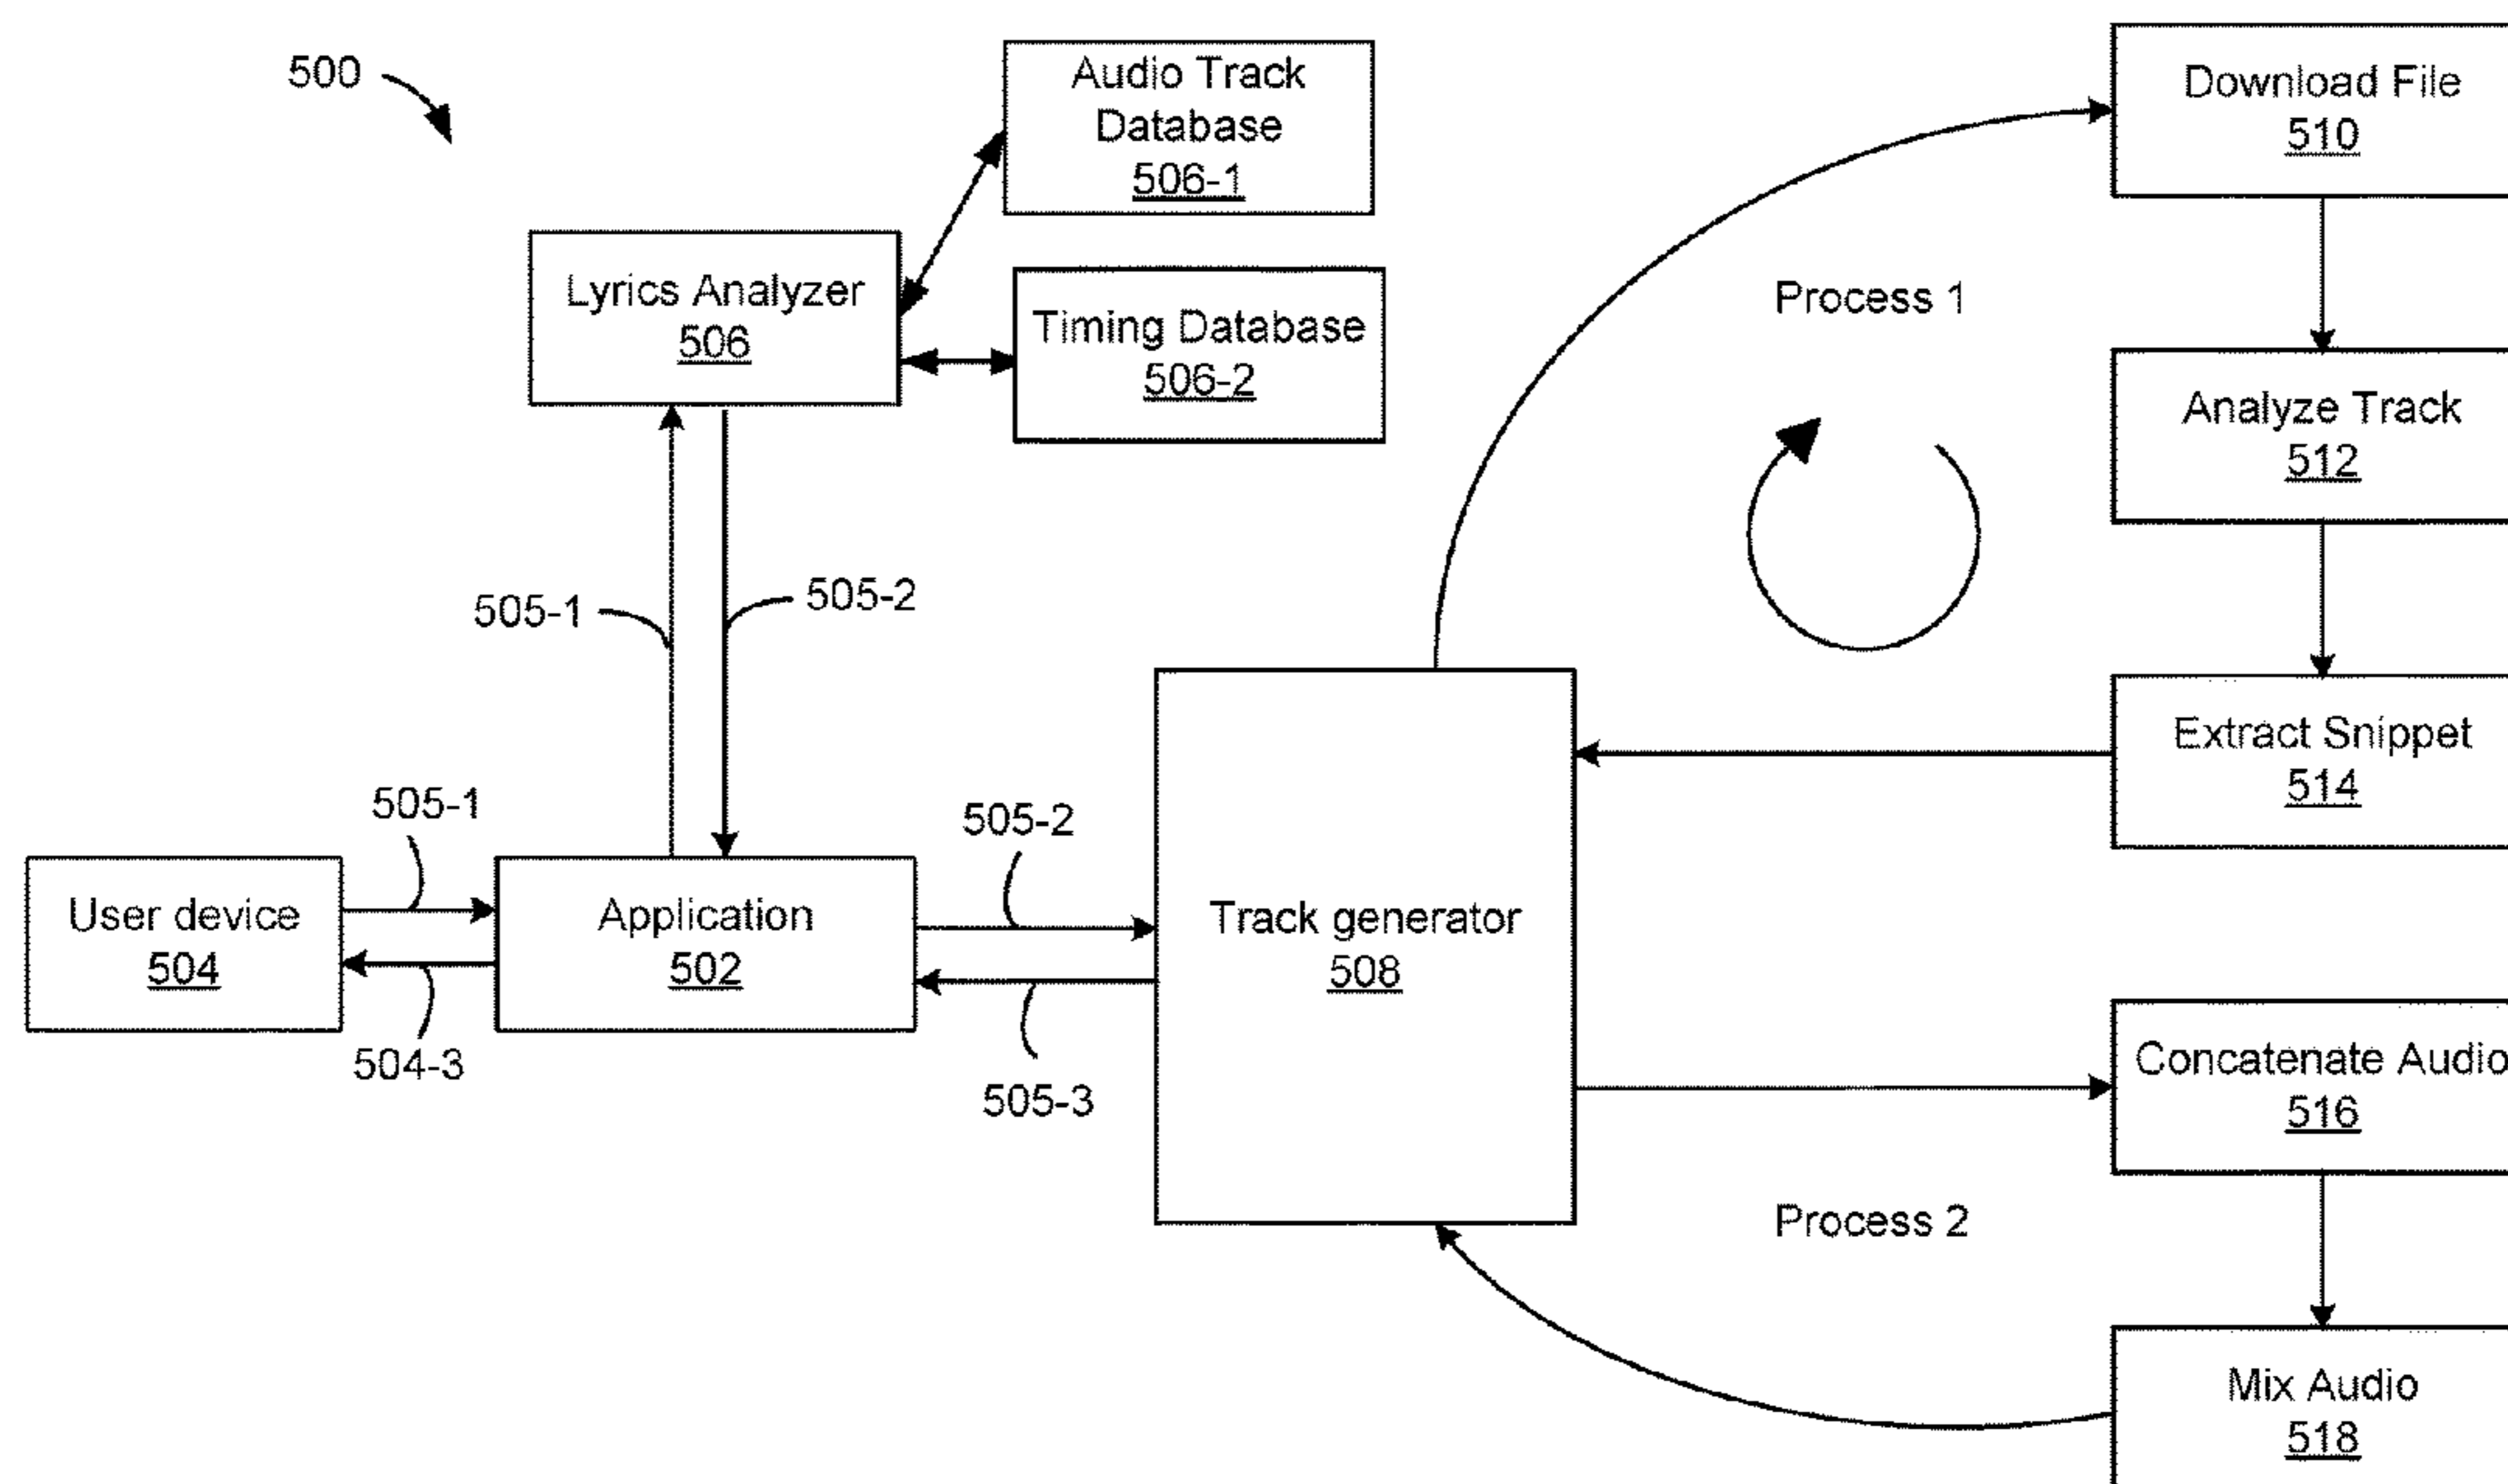 500
Audio Track
Database
506-1
Download File
510
Lyrics Analyzer
506
Timing Database
506-2
Process 1
Analyze Track
512
505-1
505-2
Extract Snippet
514
505-1
505-2
User device
504
Application
502
Track generator
508
504-3
505-3
Concatenate Audio
516
Process 2
Mix Audio
518